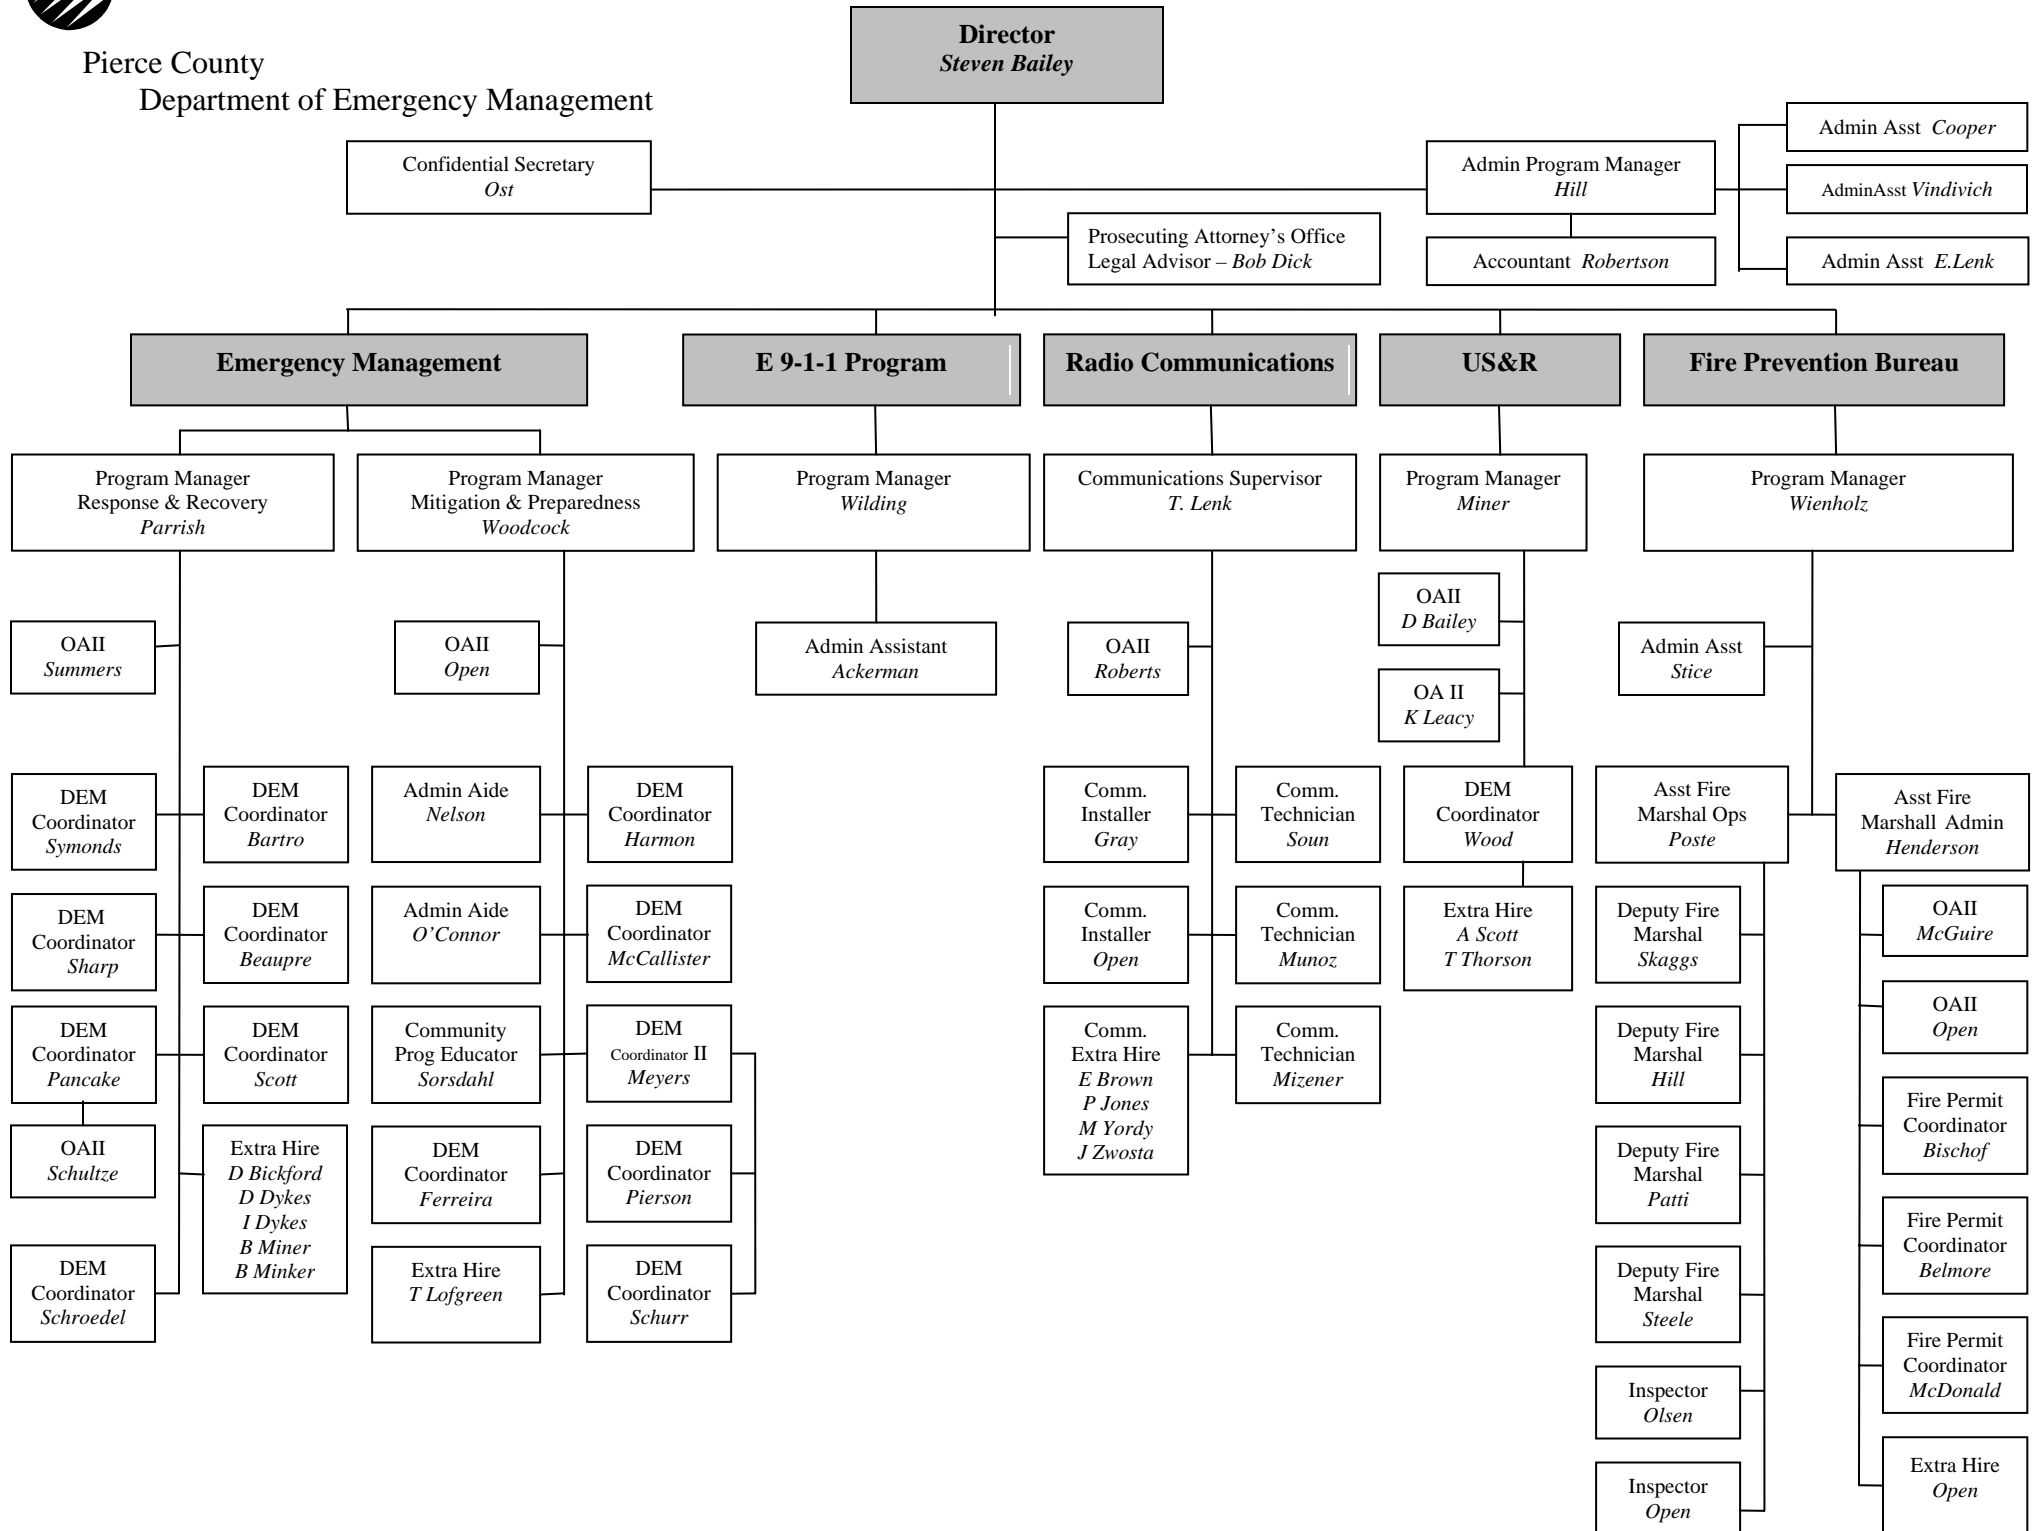 Pierce County
Department of Emergency Management
Director
Steven Bailey
Confidential Secretary
Ost
Admin Program Manager
Hill
Admin Asst Cooper
AdminAsst Vindivich
Admin Asst E.Lenk
Prosecuting Attorney’s Office
Legal Advisor – Bob Dick
Accountant Robertson
Emergency Management
E 9-1-1 Program
Radio Communications
US&R
Fire Prevention Bureau
Program Manager
Response & Recovery
Parrish
Program Manager
Mitigation & Preparedness
Woodcock
Program Manager
Wilding
Communications Supervisor
T. Lenk
Program Manager
Miner
Program Manager
Wienholz
OAII
Summers
DEM
Coordinator
Symonds
DEM
Coordinator
Bartro
DEM
Coordinator
Sharp
DEM
Coordinator
Beaupre
DEM
Coordinator
Pancake
DEM
Coordinator
Scott
OAII
Schultze
Extra Hire
D Bickford
D Dykes
I Dykes
B Miner
B Minker
DEM
Coordinator
Schroedel
OAII
Open
Admin Aide
Nelson
DEM
Coordinator
Harmon
Admin Aide
O’Connor
DEM
Coordinator
McCallister
Community
Prog Educator
Sorsdahl
DEM
Coordinator II
Meyers
DEM
Coordinator
Ferreira
DEM
Coordinator
Pierson
Extra Hire
T Lofgreen
DEM
Coordinator
Schurr
Admin Assistant
Ackerman
OAII
Roberts
Comm.
Installer
Gray
Comm.
Technician
Soun
Comm.
Installer
Open
Comm.
Technician
Munoz
Comm.
Extra Hire
E Brown
P Jones
M Yordy
J Zwosta
Comm.
Technician
Mizener
OAII
D Bailey
OA II
K Leacy
DEM
Coordinator
Wood
Extra Hire
A Scott
T Thorson
Admin Asst
Stice
Asst Fire
Marshal Ops
Poste
Asst Fire
Marshall Admin
Henderson
Deputy Fire
Marshal
Skaggs
Deputy Fire
Marshal
Hill
Deputy Fire
Marshal
Patti
Deputy Fire
Marshal
Steele
Inspector
Olsen
Inspector
Open
OAII
McGuire
OAII
Open
Fire Permit
Coordinator
Bischof
Fire Permit
Coordinator
Belmore
Fire Permit
Coordinator
McDonald
Extra Hire
Open